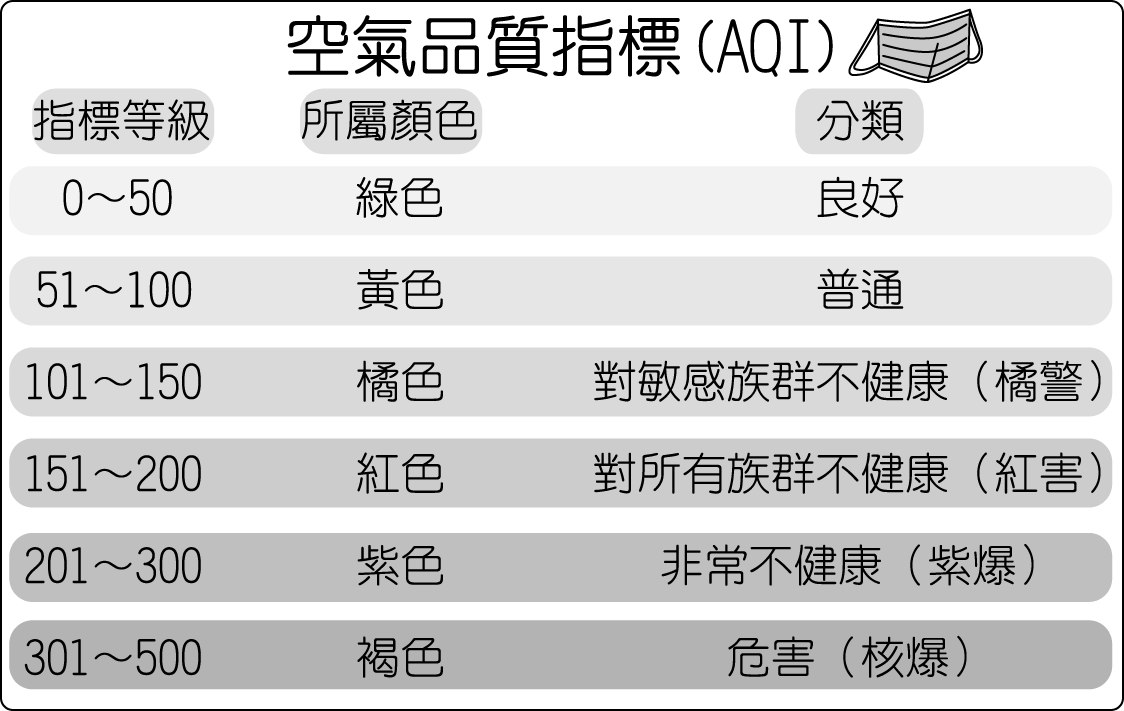 空氣品質指標(AQI)
指標等級 所屬顏色 分類
0～50 綠色 良好
51～100 黃色 普通
101～150 橘色 對敏感族群不健康（橘警）
151～200 紅色 對所有族群不健康（紅害）
201～300 紫色 非常不健康（紫爆）
301～500 褐色 危害（核爆）